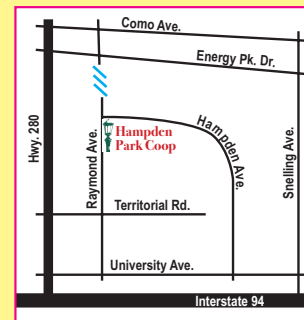 Como Ave.
Energy Pk. Dr.
Hwy. 280
Raymond Ave.
Hampden
Park Coop
Hampden Ave.
Snelling Ave.
Territorial Rd.
University Ave.
Interstate 94